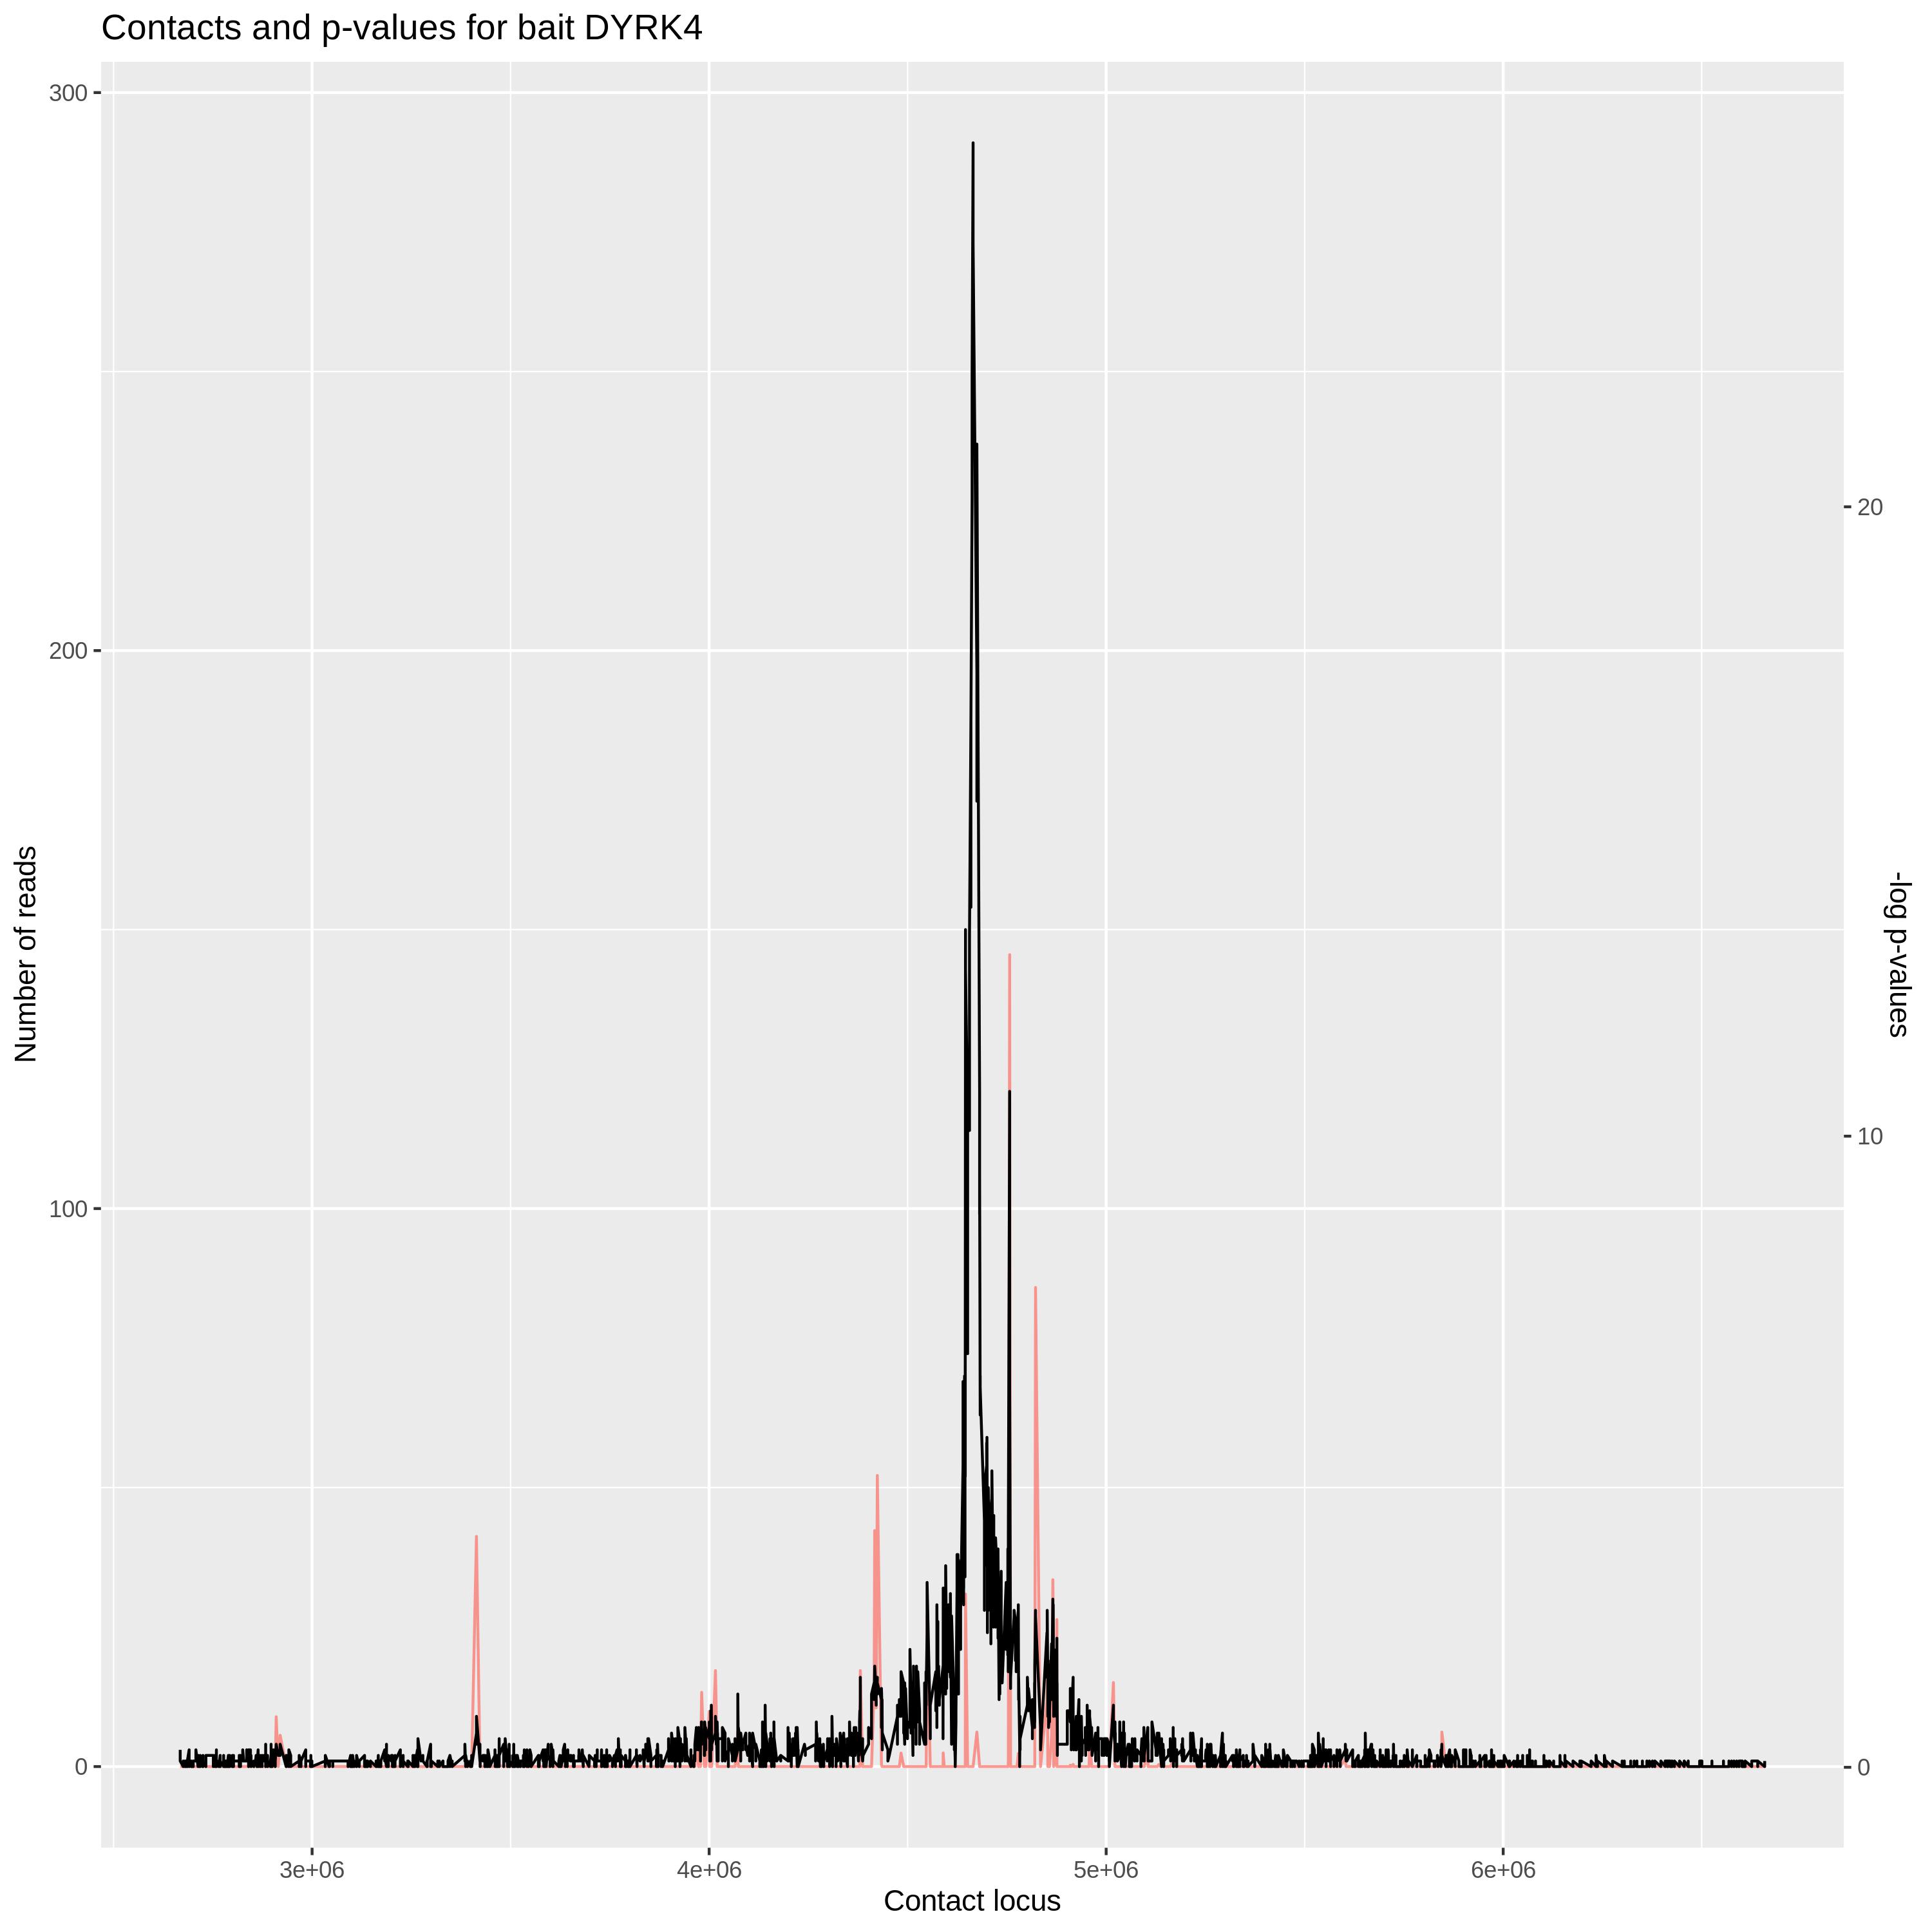 Contacts and p-values for bait DYRK4
300
200
100
0
Number of reads
20
10
0
-log p-values
3e+06
4e+06
5e+06
6e+06
Contact locus